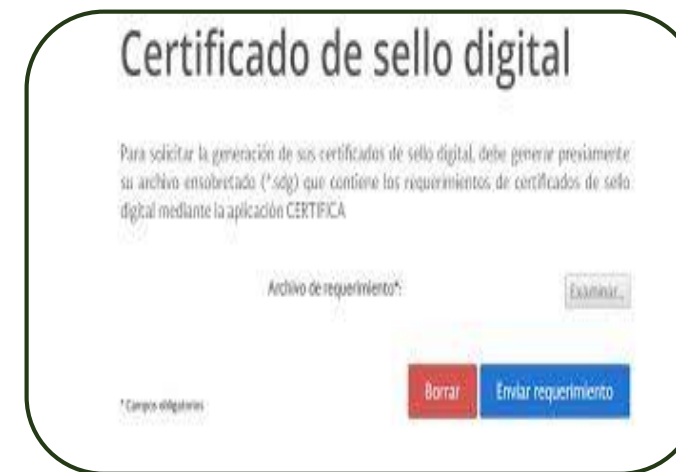 Certificado de sello digital
Para solicitar la generación de sus certificados de sello digital, debe generar previamente
su archivo ensobretado (*.sdg) que contiene los requerimientos de certificados de sello
digital mediante la aplicación CERTIFICA
Archivo de requerimiento*:
Examinar...
Borrar
Enviar requerimiento
* Campos obligatorios